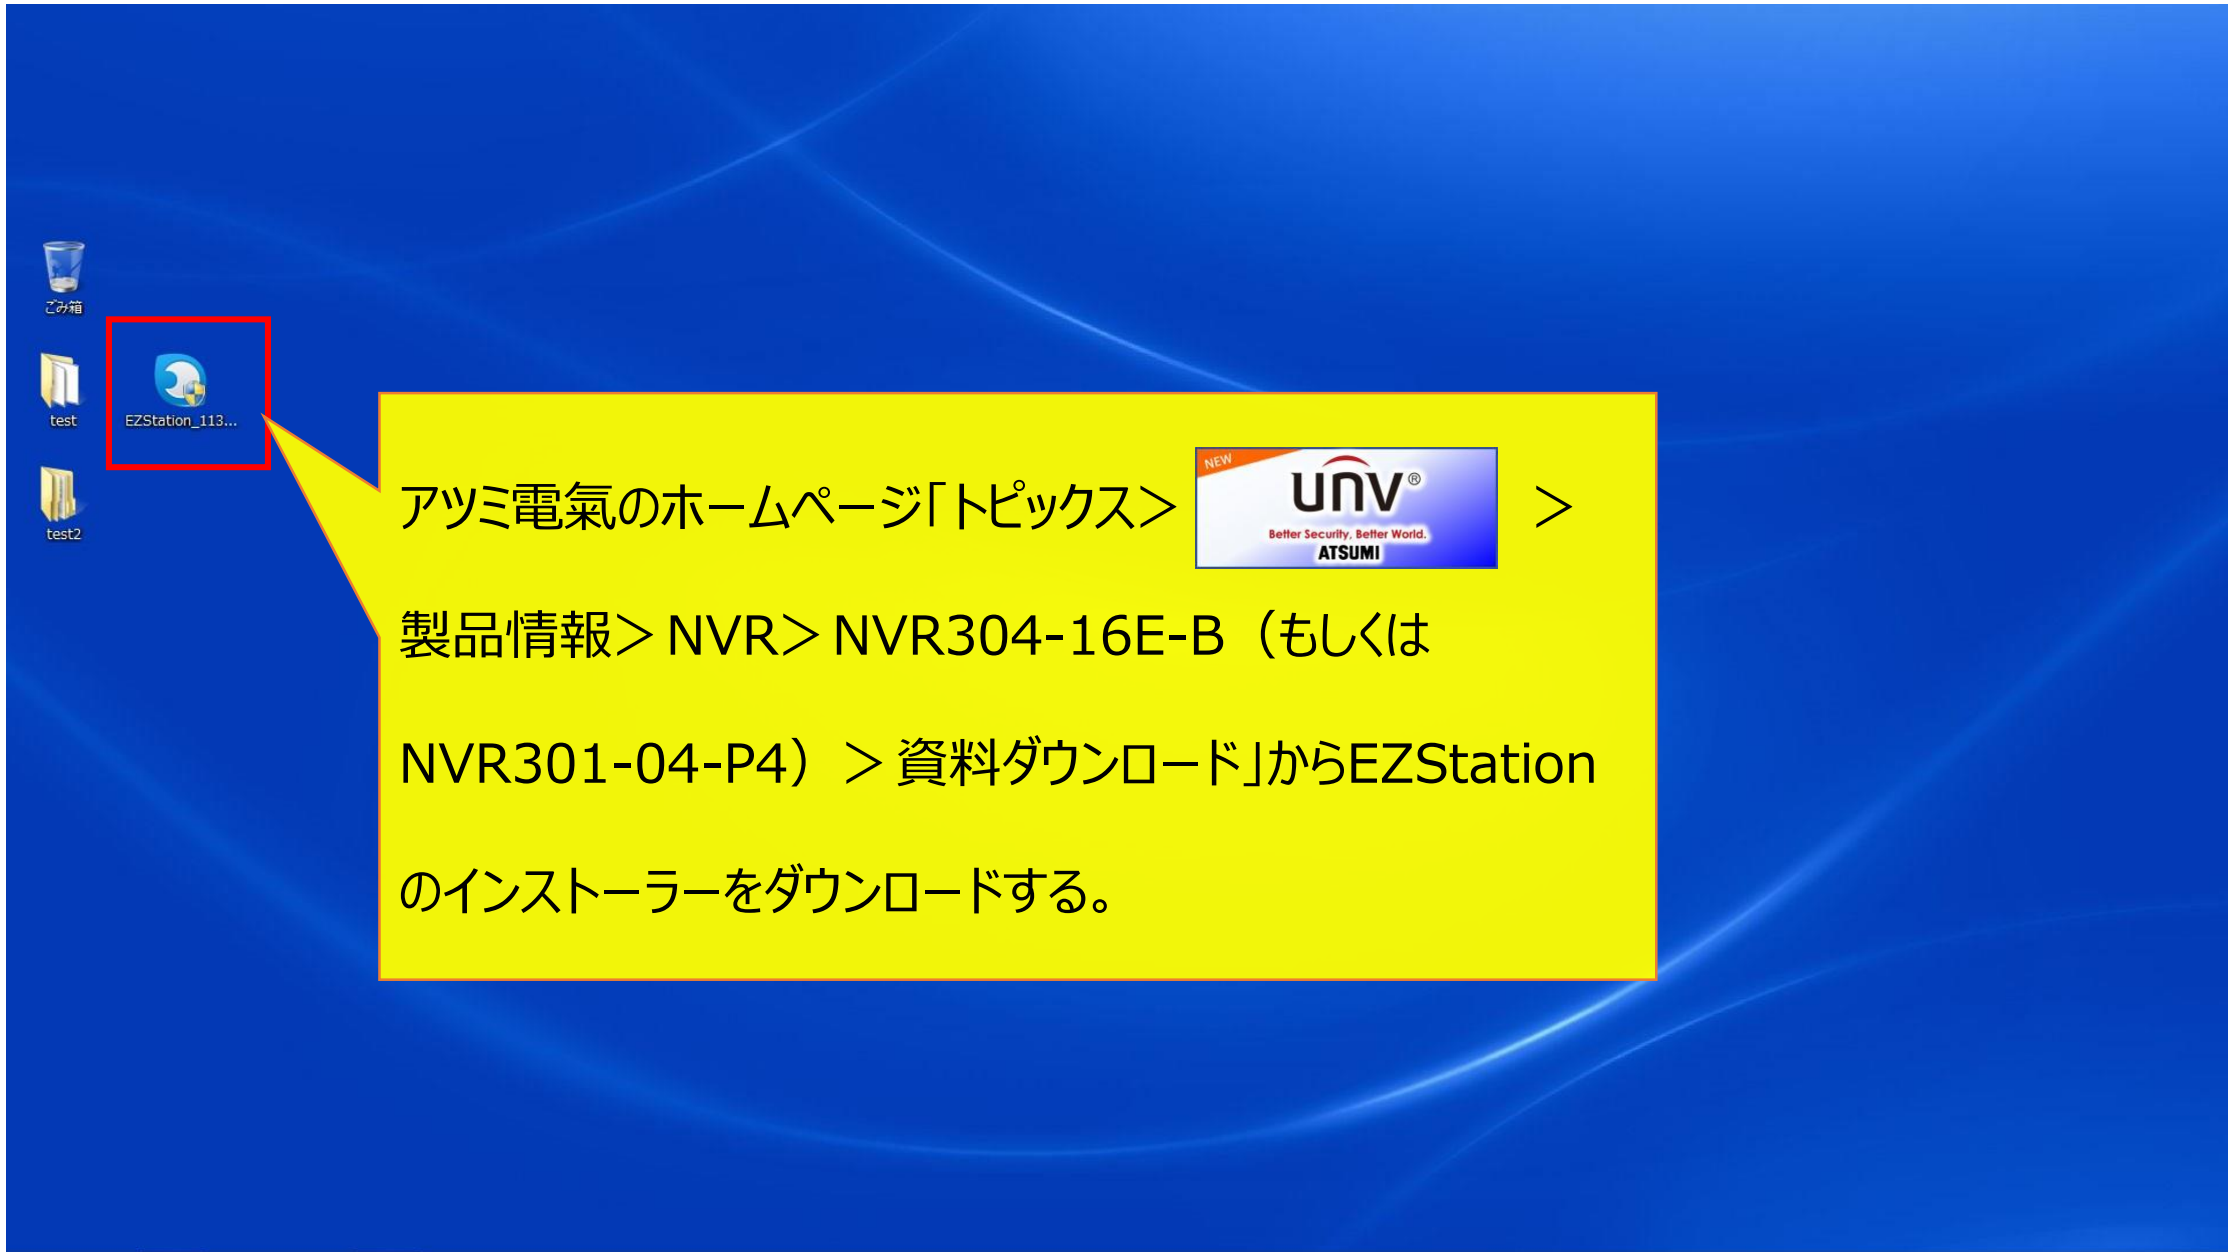 ごみ箱
test
EZStation_113...
test2
アツミ電氣のホームページ「トピックス＞
NEW
unv®
Better Security, Better World.
ATSUMI
＞
製品情報＞NVR＞NVR304-16E-B（もしくは
NVR301-04-P4）＞資料ダウンロード」からEZStation
のインストーラーをダウンロードする。